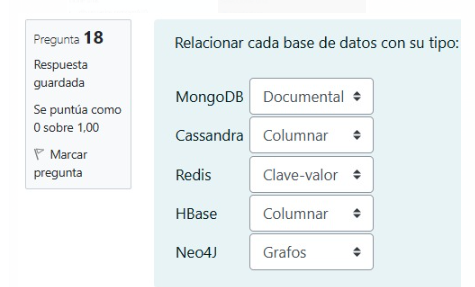 Pregunta 18
Respuesta
guardada
Se puntúa como
0 sobre 1,00
Marcar
pregunta
Relacionar cada base de datos con su tipo:
MongoDB Documental
Cassandra Columnar
Redis Clave-valor
HBase Columnar
Neo4J Grafos